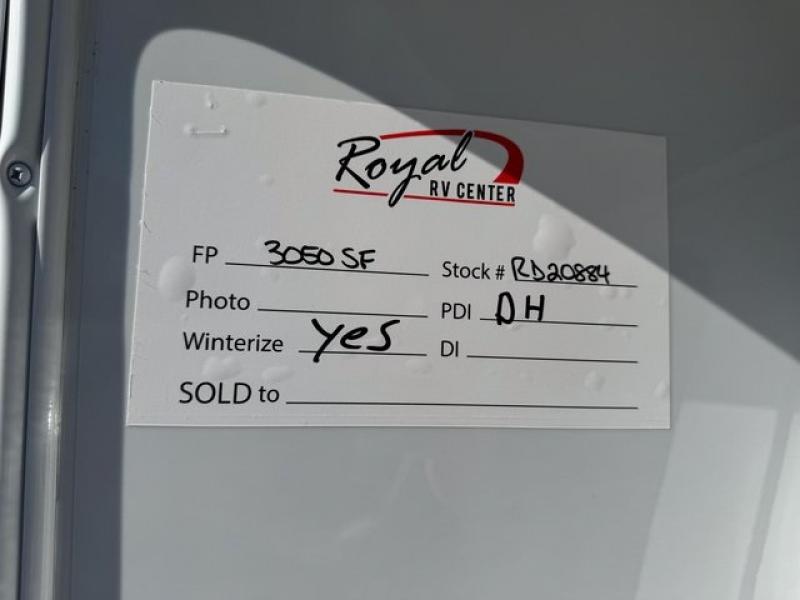 Royal
RV CENTER
FP 3050 SF Stock # RD20884
Photo PDI DH
Winterize yes DI
SOLD to